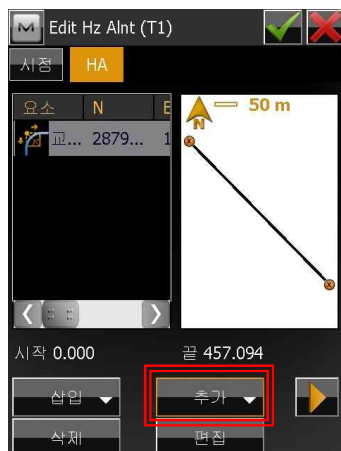 Edit Hz Alnt (T1)
시점 HA
요소 N E
교... 2879... 1
50 m
N
시작 0.000 끝 457.094
삽입 추가
삭제 편집